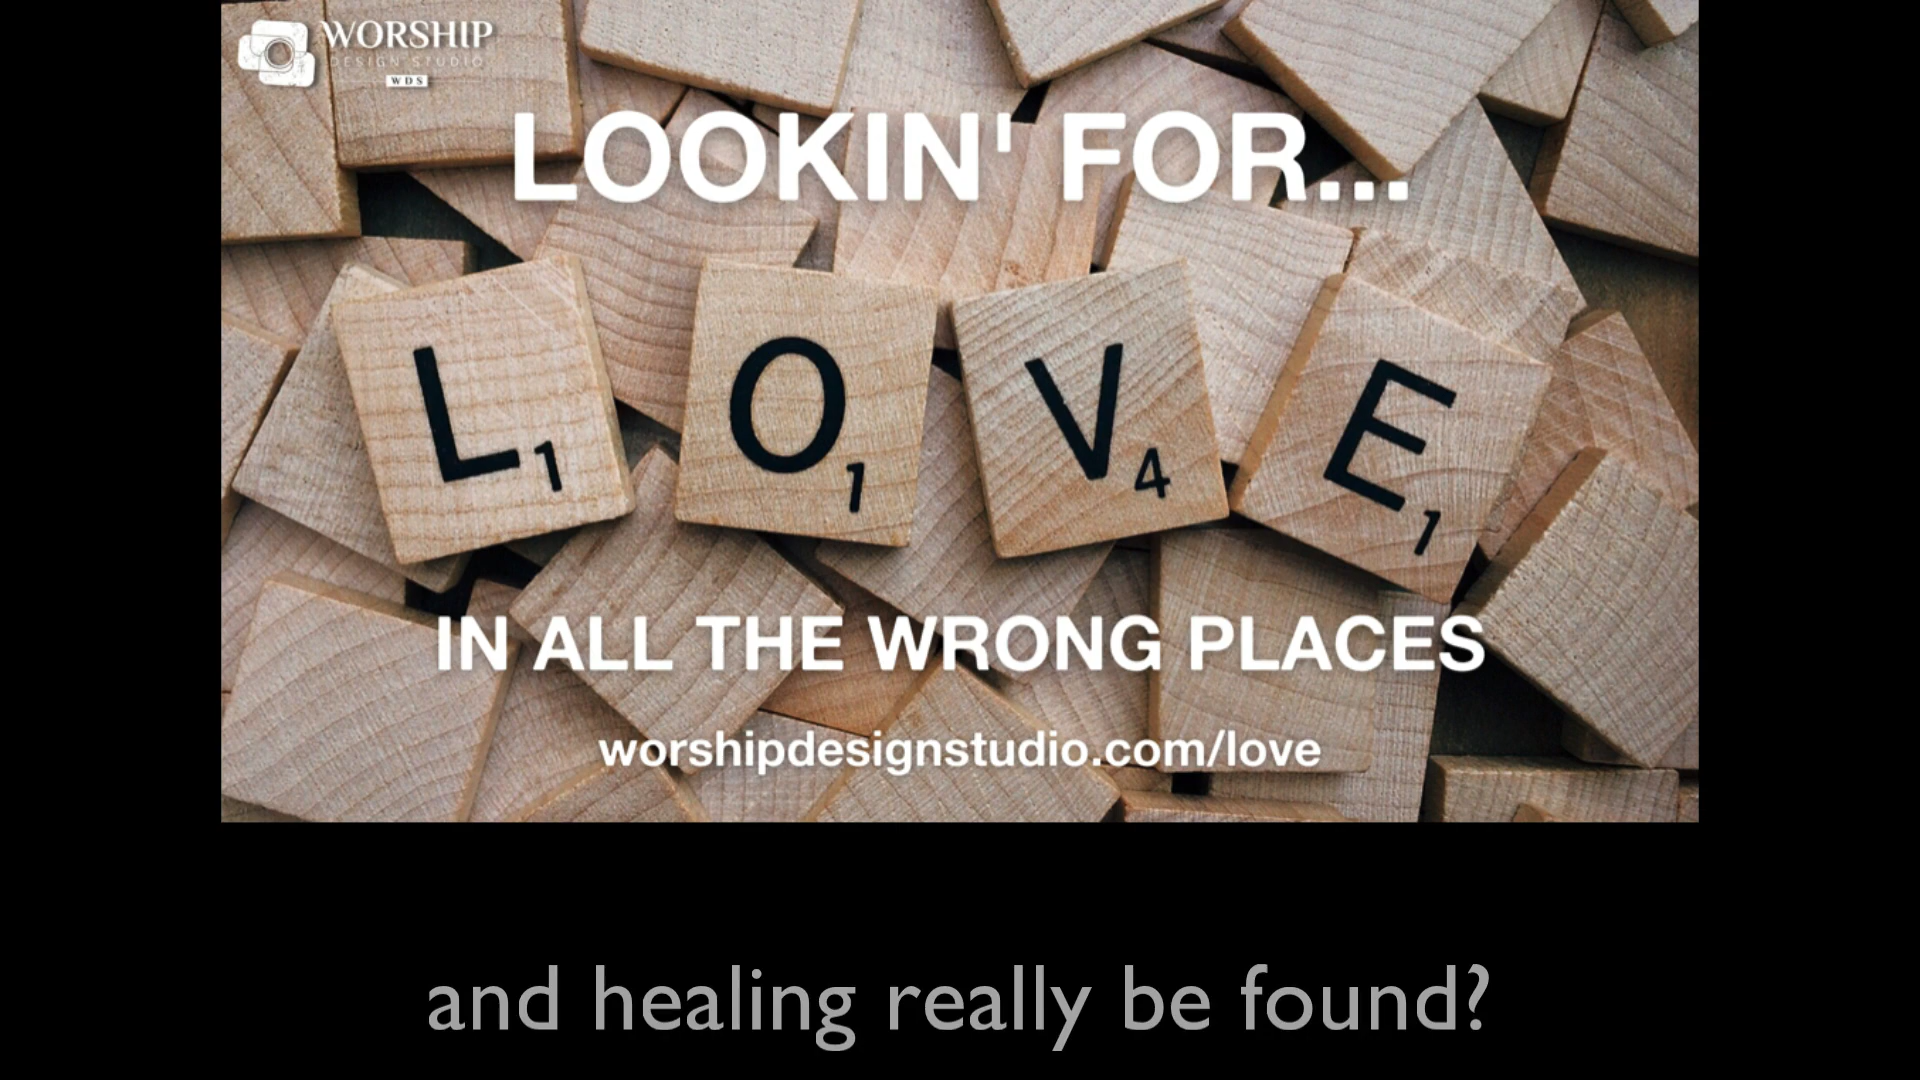 WORSHIP
DESIGN STUDIO
WDS
LOOKIN' FOR...
L1 O1 V4 E1
IN ALL THE WRONG PLACES
worshipdesignstudio.com/love
and healing really be found?